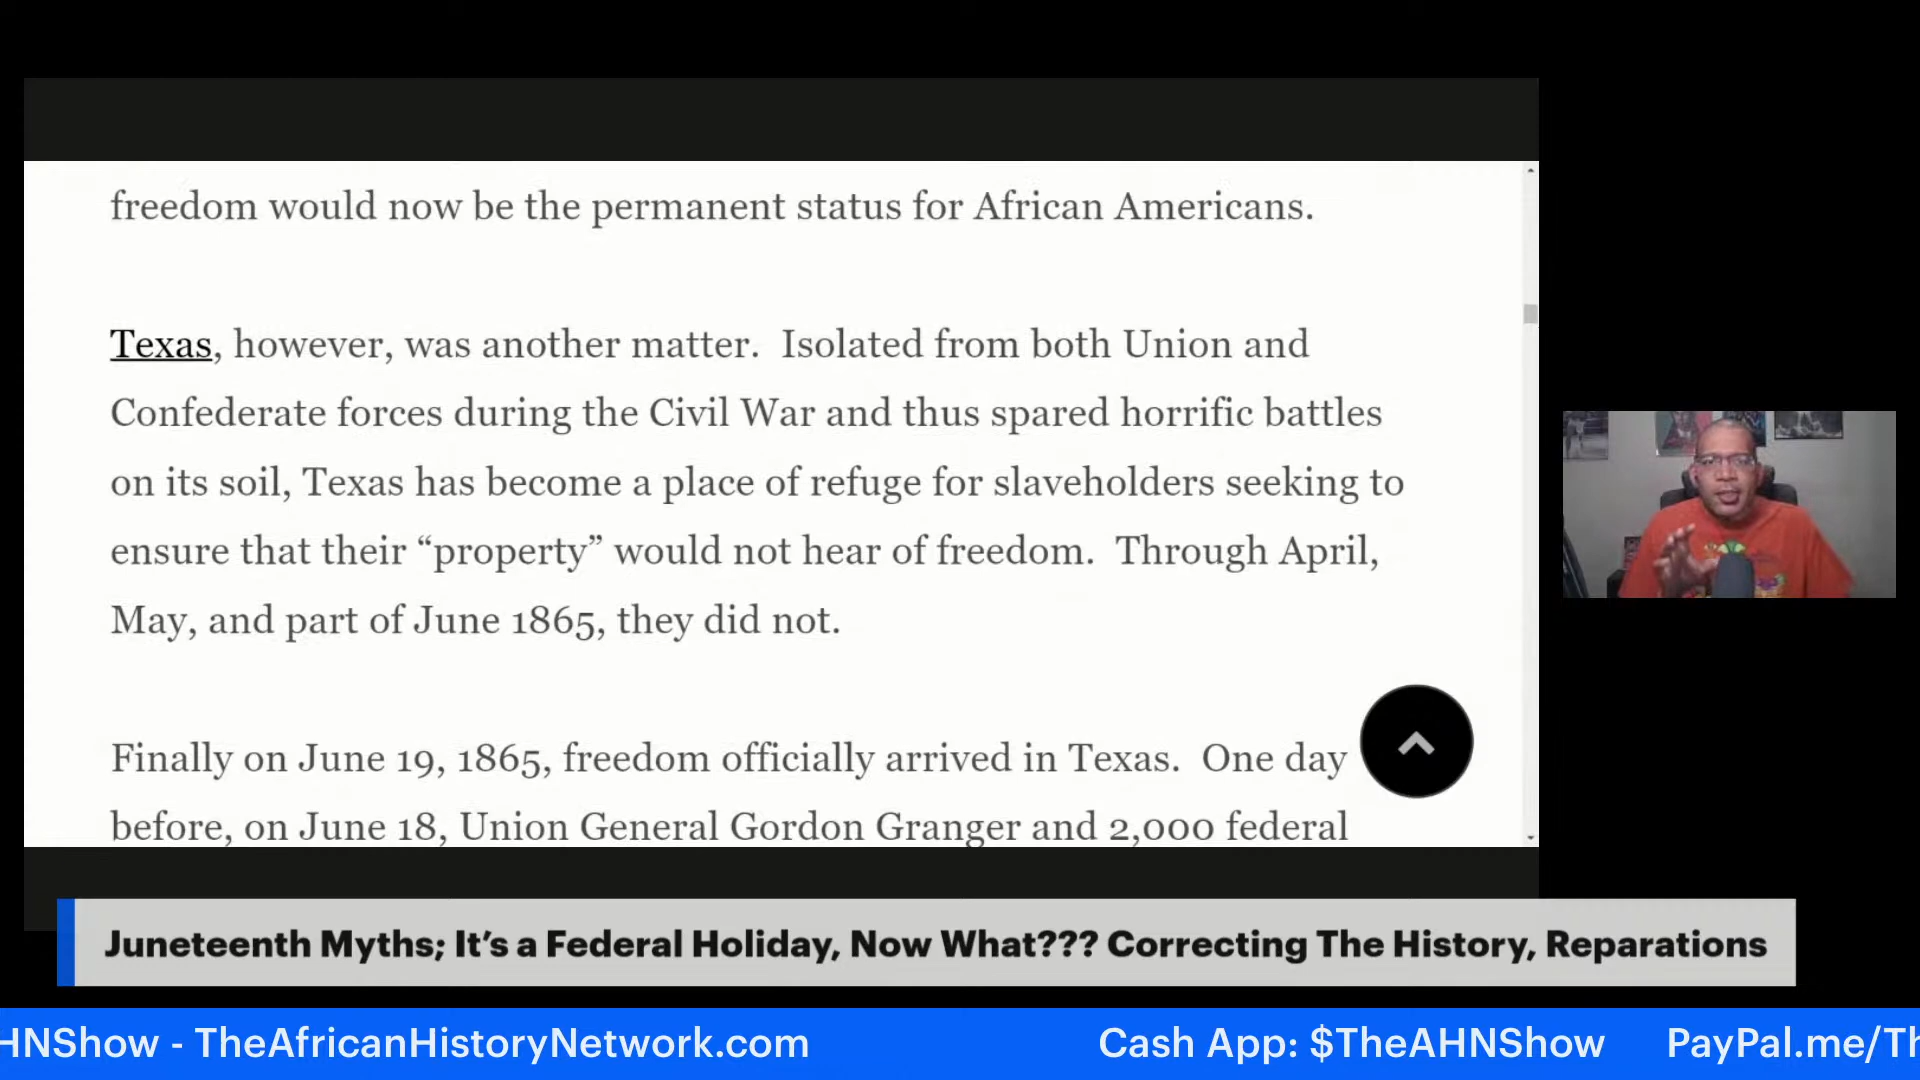 freedom would now be the permanent status for African Americans.
Texas, however, was another matter. Isolated from both Union and
Confederate forces during the Civil War and thus spared horrific battles
on its soil, Texas has become a place of refuge for slaveholders seeking to
ensure that their “property” would not hear of freedom. Through April,
May, and part of June 1865, they did not.
Finally on June 19, 1865, freedom officially arrived in Texas. One day
before, on June 18, Union General Gordon Granger and 2,000 federal
Juneteenth Myths; It’s a Federal Holiday, Now What??? Correcting The History, Reparations
HNShow - TheAfricanHistoryNetwork.com Cash App: $TheAHNShow PayPal.me/Th